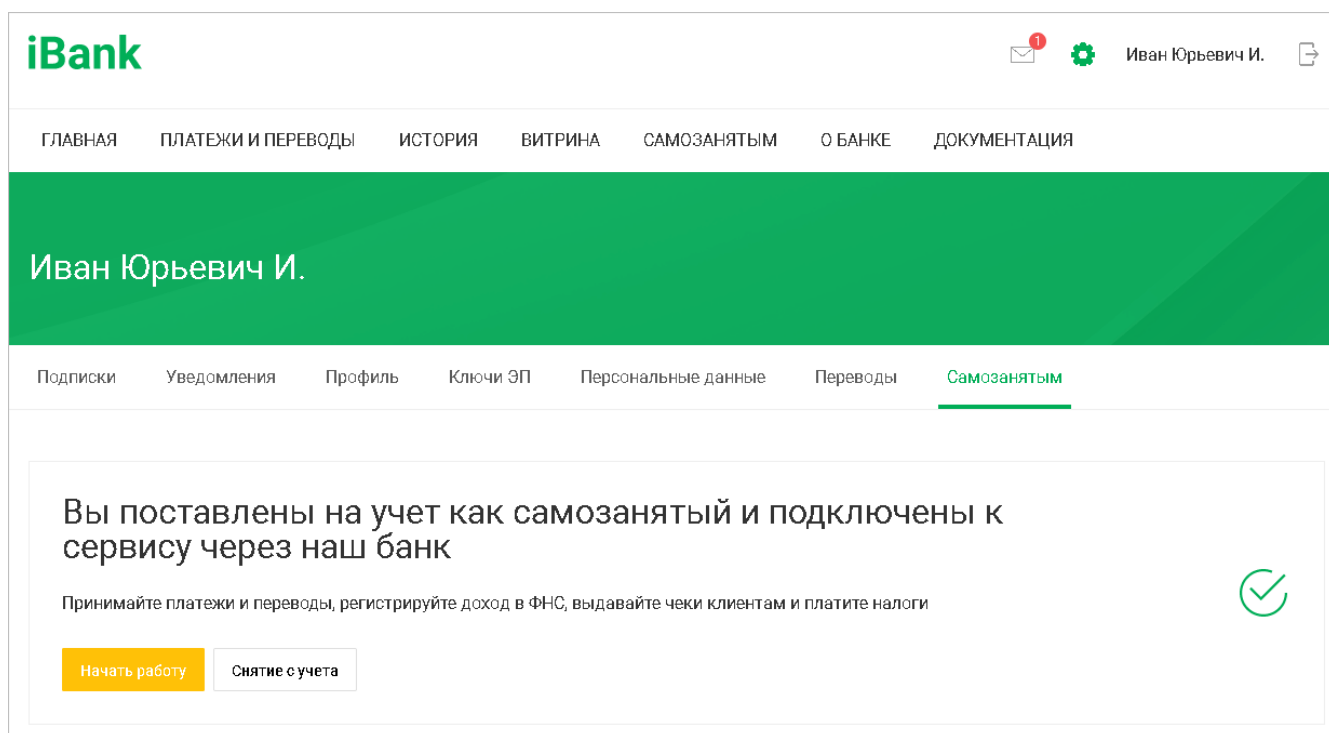 iBank
1
Иван Юрьевич И.
ГЛАВНАЯ ПЛАТЕЖИ И ПЕРЕВОДЫ ИСТОРИЯ ВИТРИНА САМОЗАНЯТЫМ О БАНКЕ ДОКУМЕНТАЦИЯ
Иван Юрьевич И.
Подписки Уведомления Профиль Ключи ЭП Персональные данные Переводы Самозанятым
Вы поставлены на учет как самозанятый и подключены к
сервису через наш банк
Принимайте платежи и переводы, регистрируйте доход в ФНС, выдавайте чеки клиентам и платите налоги
Начать работу Снятие с учета